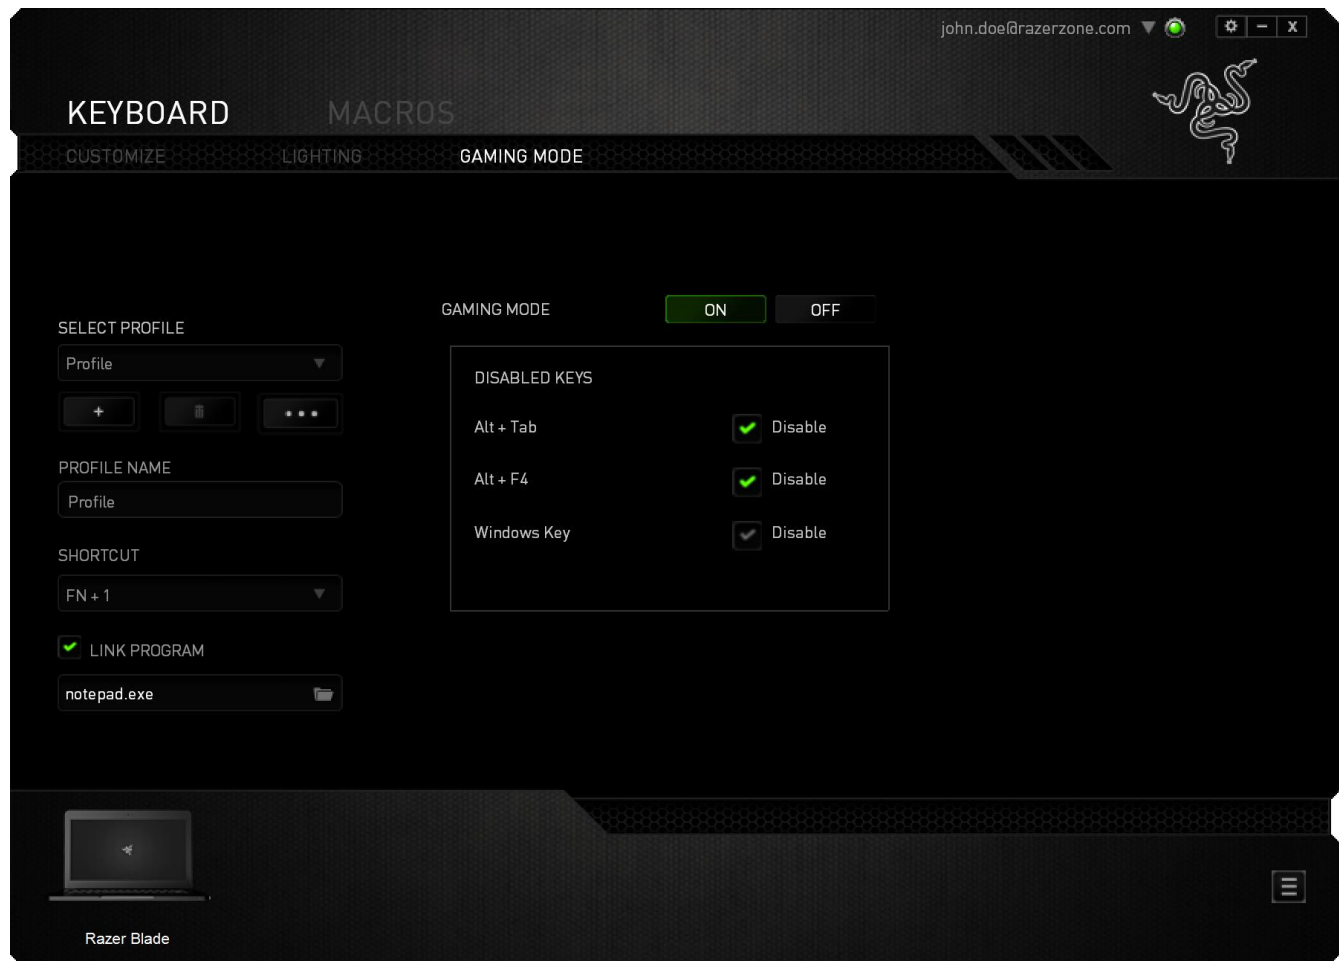 john.doe@razerzone.com
X
KEYBOARD
MACROS
CUSTOMIZE
LIGHTING
GAMING MODE
SELECT PROFILE
Profile
PROFILE NAME
Profile
SHORTCUT
FN + 1
LINK PROGRAM
notepad.exe
GAMING MODE
ON
OFF
DISABLED KEYS
Alt + Tab
Disable
Alt + F4
Disable
Windows Key
Disable
Razer Blade